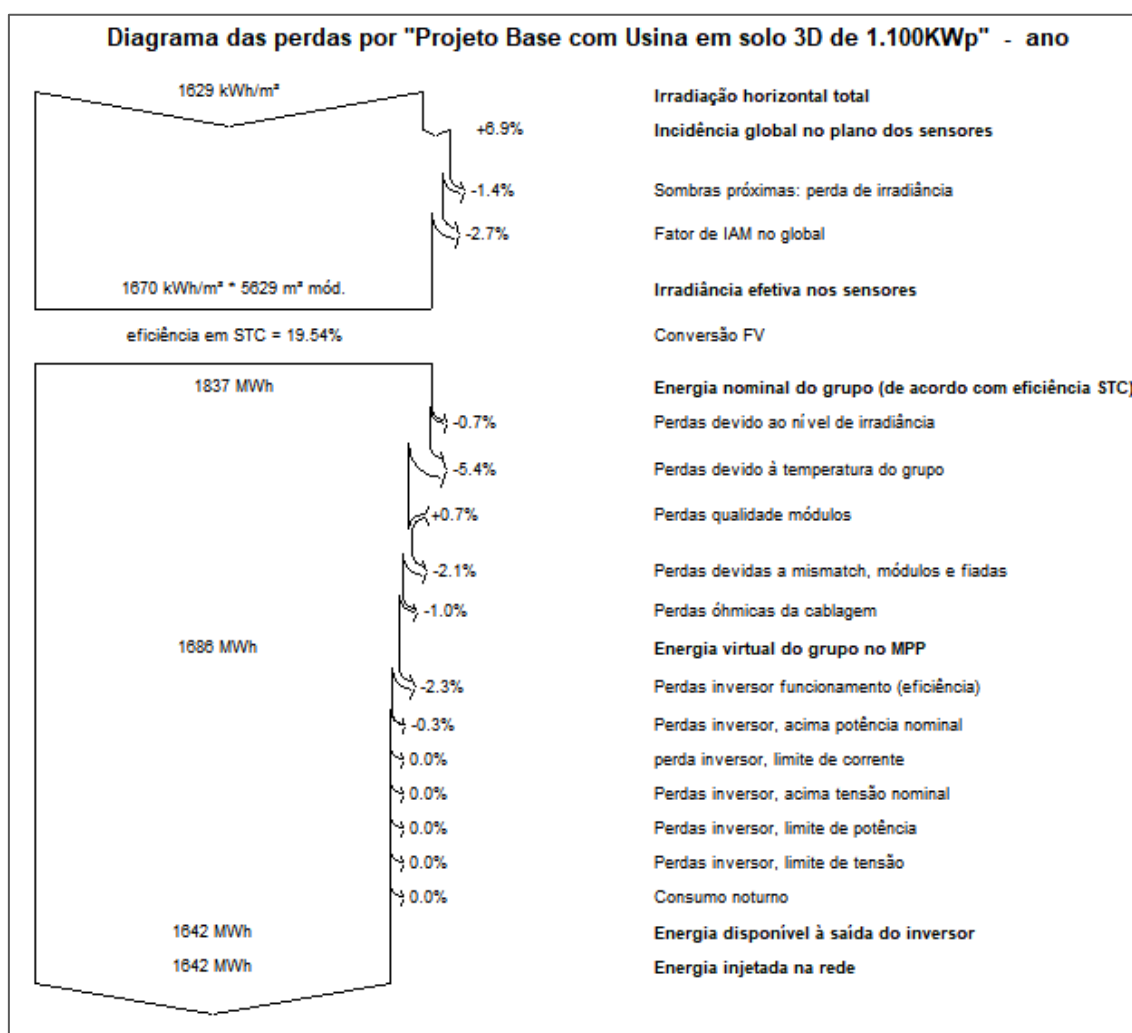 Diagrama das perdas por "Projeto Base com Usina em solo 3D de 1.100KWp" - ano
1629 kWh/m² Irradiação horizontal total
+6.9% Incidência global no plano dos sensores
-1.4% Sombras próximas: perda de irradiância
-2.7% Fator de IAM no global
1670 kWh/m² * 5629 m² mód. Irradiância efetiva nos sensores
eficiência em STC = 19.54% Conversão FV
1837 MWh Energia nominal do grupo (de acordo com eficiência STC)
-0.7% Perdas devido ao nível de irradiância
-5.4% Perdas devido à temperatura do grupo
+0.7% Perdas qualidade módulos
-2.1% Perdas devidas a mismatch, módulos e fiadas
-1.0% Perdas óhmicas da cablagem
1686 MWh Energia virtual do grupo no MPP
-2.3% Perdas inversor funcionamento (eficiência)
-0.3% Perdas inversor, acima potência nominal
0.0% perda inversor, limite de corrente
0.0% Perdas inversor, acima tensão nominal
0.0% Perdas inversor, limite de potência
0.0% Perdas inversor, limite de tensão
0.0% Consumo noturno
1642 MWh Energia disponível à saída do inversor
1642 MWh Energia injetada na rede